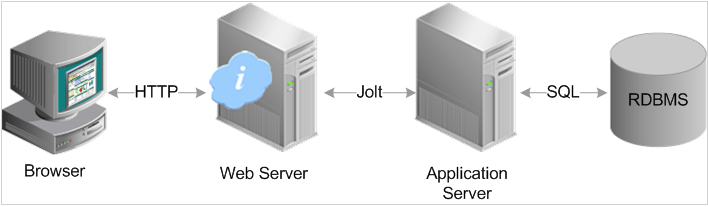 HTTP
Jolt
SQL
RDBMS
i
Browser
Web Server
Application
Server